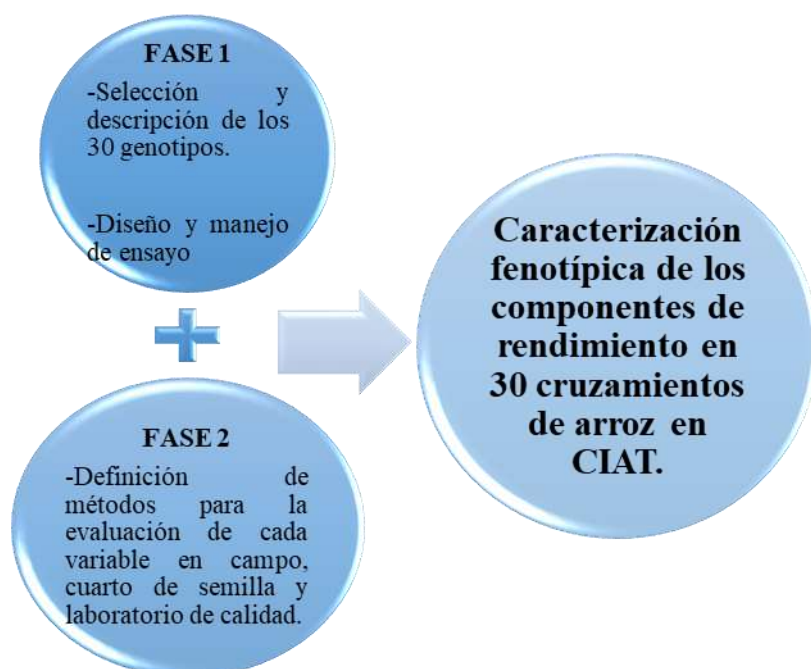 FASE 1
-Selección y
descripción de los
30 genotipos.
-Diseño y manejo
de ensayo
FASE 2
-Definición de
métodos para la
evaluación de cada
variable en campo,
cuarto de semilla y
laboratorio de calidad.
Caracterización
fenotípica de los
componentes de
rendimiento en
30 cruzamientos
de arroz en
CIAT.